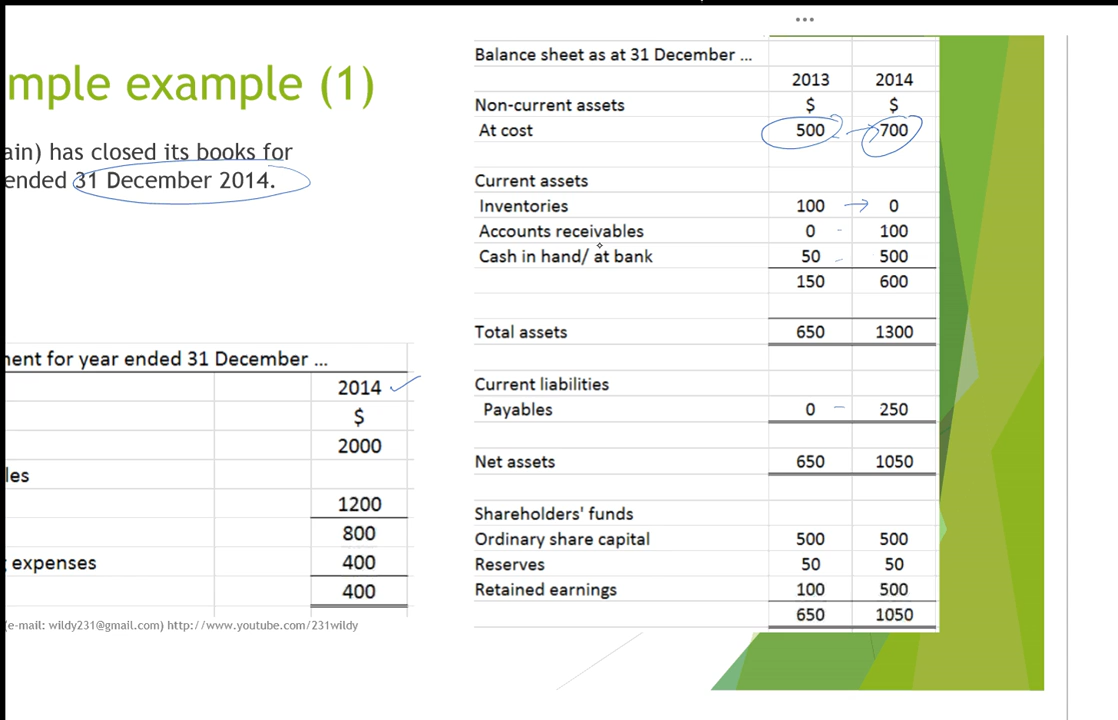 mple example (1)
ain) has closed its books for
ended 31 December 2014.
ment for year ended 31 December ...
2014
$
2000
les
1200
800
expenses 400
400
(e-mail: wildy231@gmail.com) http://www.youtube.com/231wildy
Balance sheet as at 31 December ...
2013 2014
Non-current assets $ $
At cost 500 700
Current assets
Inventories 100 0
Accounts receivables 0 100
Cash in hand/ at bank 50 500
150 600
Total assets 650 1300
Current liabilities
Payables 0 250
Net assets 650 1050
Shareholders' funds
Ordinary share capital 500 500
Reserves 50 50
Retained earnings 100 500
650 1050